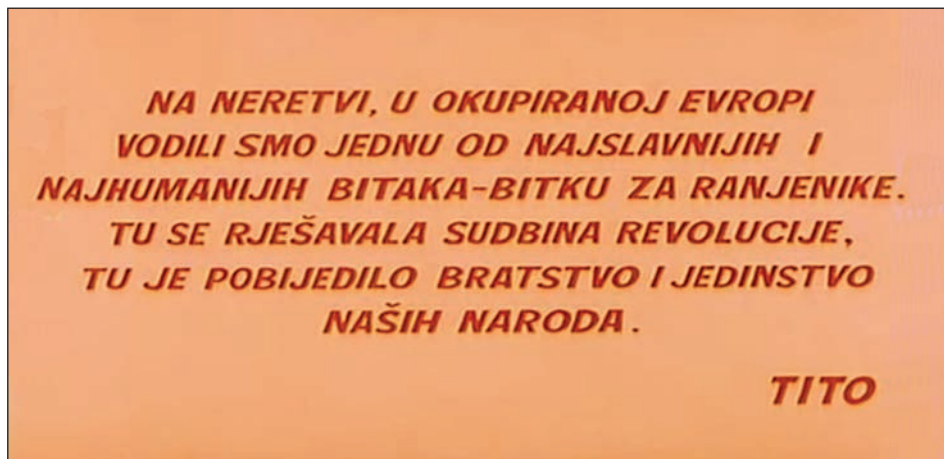 NA NERETVI, U OKUPIRANOJ EVROPI
VODILI SMO JEDNU OD NAJSLAVNIJIH I
NAJHUMANIJIH BITAKA-BITKU ZA RANJENIKE.
TU SE RJEŠAVALA SUDBINA REVOLUCIJE,
TU JE POBIJEDILO BRATSTVO I JEDINSTVO
NAŠIH NARODA.
TITO